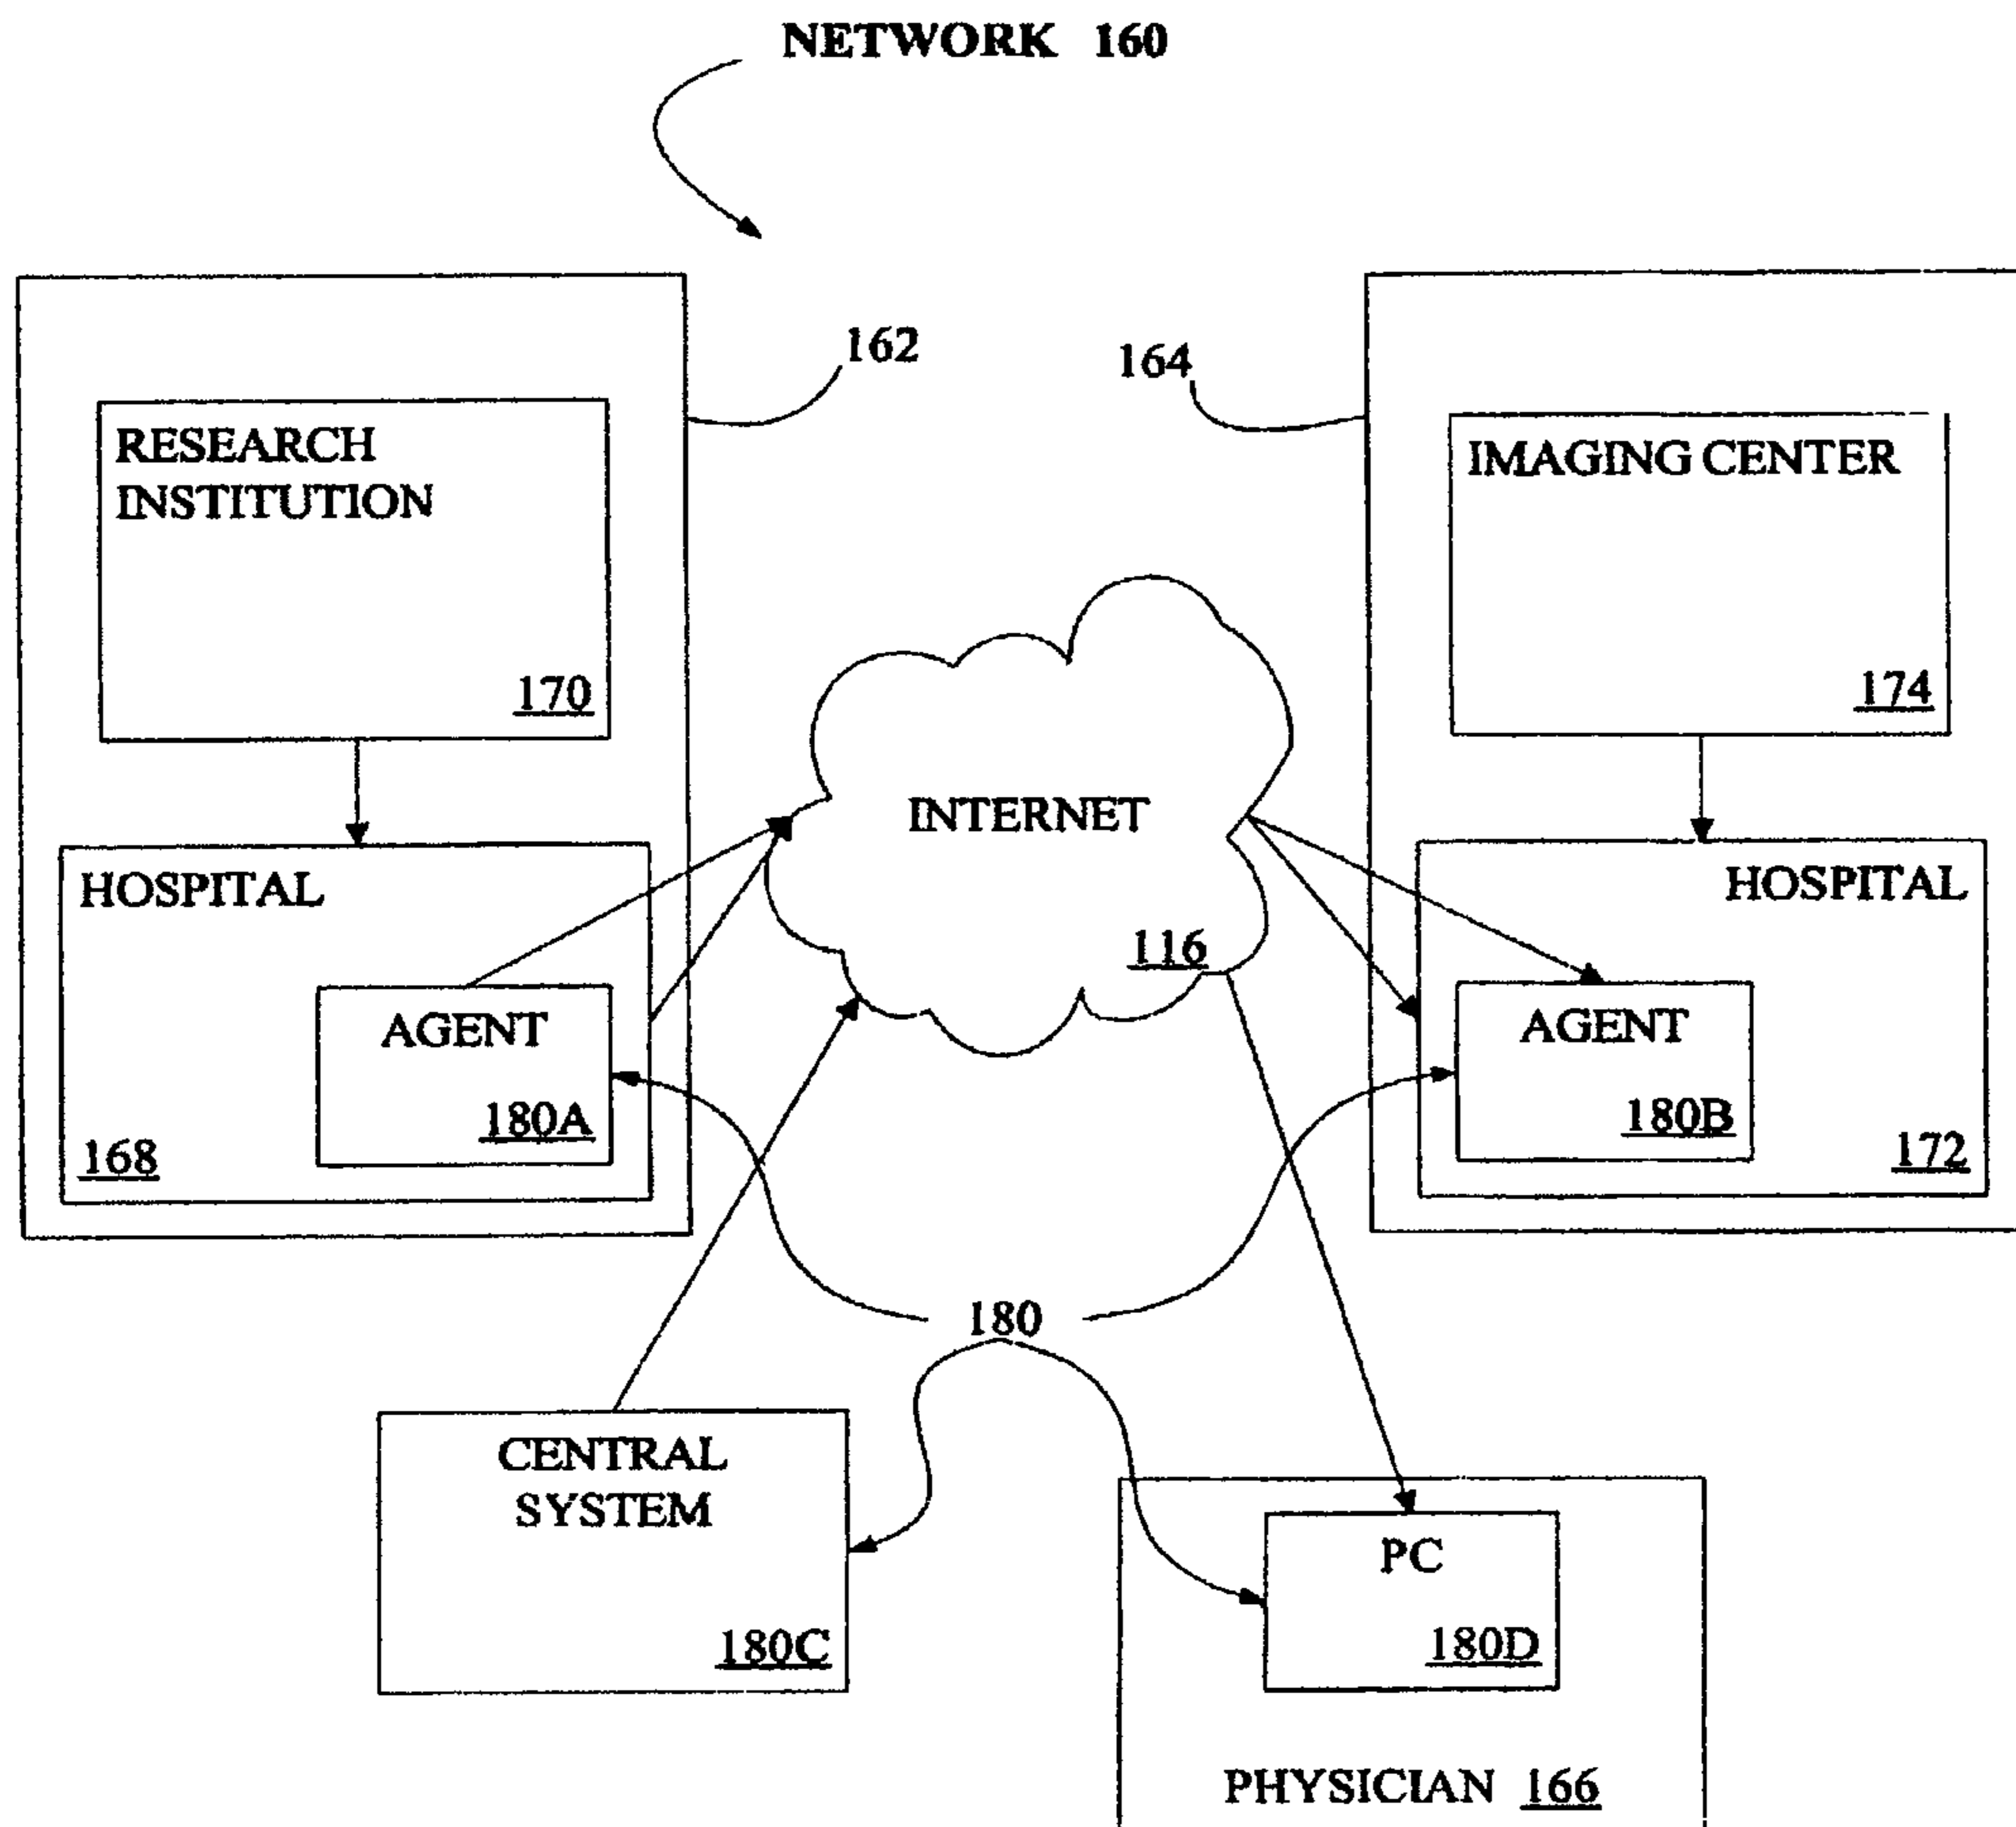 NETWORK 160
162
164
RESEARCH
INSTITUTION
170
IMAGING CENTER
174
INTERNET
116
HOSPITAL
AGENT
180A
168
HOSPITAL
AGENT
180B
172
180
CENTRAL
SYSTEM
180C
PC
180D
PHYSICIAN 166